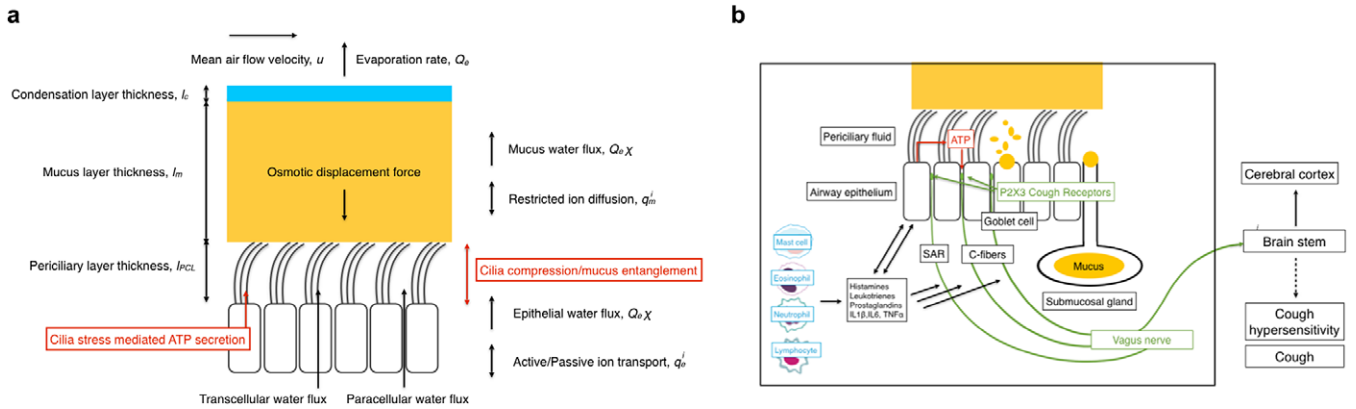 a
Mean air flow velocity, u
Evaporation rate, Qe
Condensation layer thickness, lc
Mucus layer thickness, lm
Osmotic displacement force
Mucus water flux, Qe χ
Restricted ion diffusion, qm^i
Periciliary layer thickness, lPCL
Cilia compression/mucus entanglement
Epithelial water flux, Qe χ
Cilia stress mediated ATP secretion
Active/Passive ion transport, qe^i
Transcellular water flux
Paracellular water flux
b
Periciliary fluid
ATP
Airway epithelium
P2X3 Cough Receptors
Goblet cell
Mast cell
Eosinophil
Neutrophil
Lymphocyte
Histamines
Leukotrienes
Prostaglandins
IL1β,IL6, TNFα
SAR
C-fibers
Mucus
Submucosal gland
Vagus nerve
Cerebral cortex
i
Brain stem
Cough
hypersensitivity
Cough